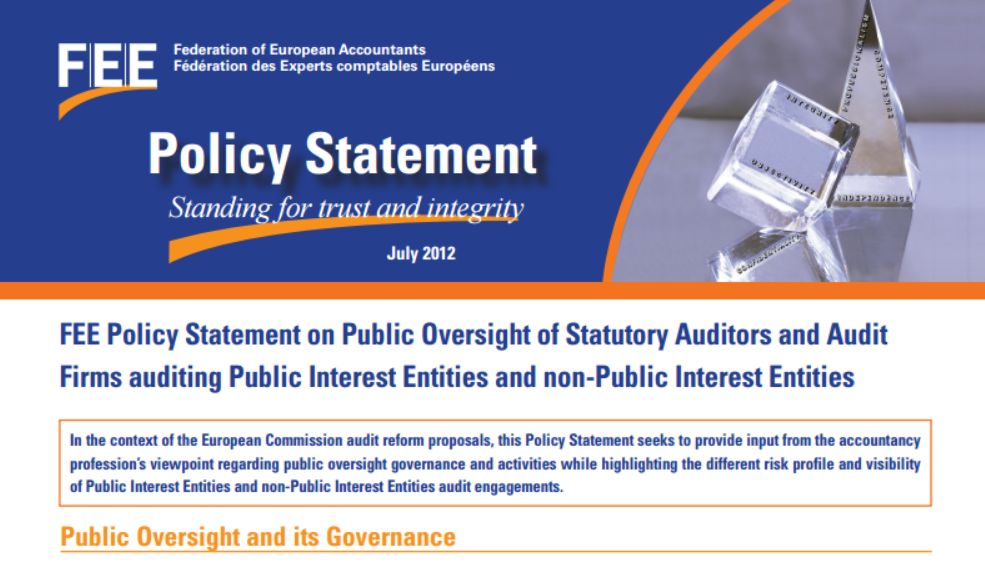 FEE
Federation of European Accountants
Fédération des Experts comptables Européens
Policy Statement
Standing for trust and integrity
July 2012
PROFESSIONALISM
COMPETENCE
INTEGRITY
OBJECTIVITY
INDEPENDENCE
CONFIDENTIALITY
FEE Policy Statement on Public Oversight of Statutory Auditors and Audit
Firms auditing Public Interest Entities and non-Public Interest Entities
In the context of the European Commission audit reform proposals, this Policy Statement seeks to provide input from the accountancy
profession's viewpoint regarding public oversight governance and activities while highlighting the different risk profile and visibility
of Public Interest Entities and non-Public Interest Entities audit engagements.
Public Oversight and its Governance